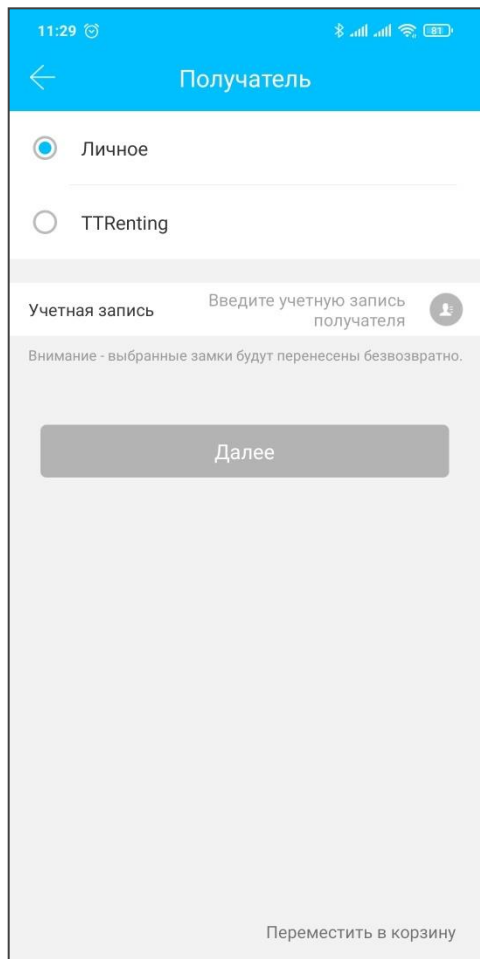 11:29
81
Получатель
Личное
TTRenting
Учетная запись
Введите учетную запись
получателя
Внимание - выбранные замки будут перенесены безвозвратно.
Далее
Переместить в корзину